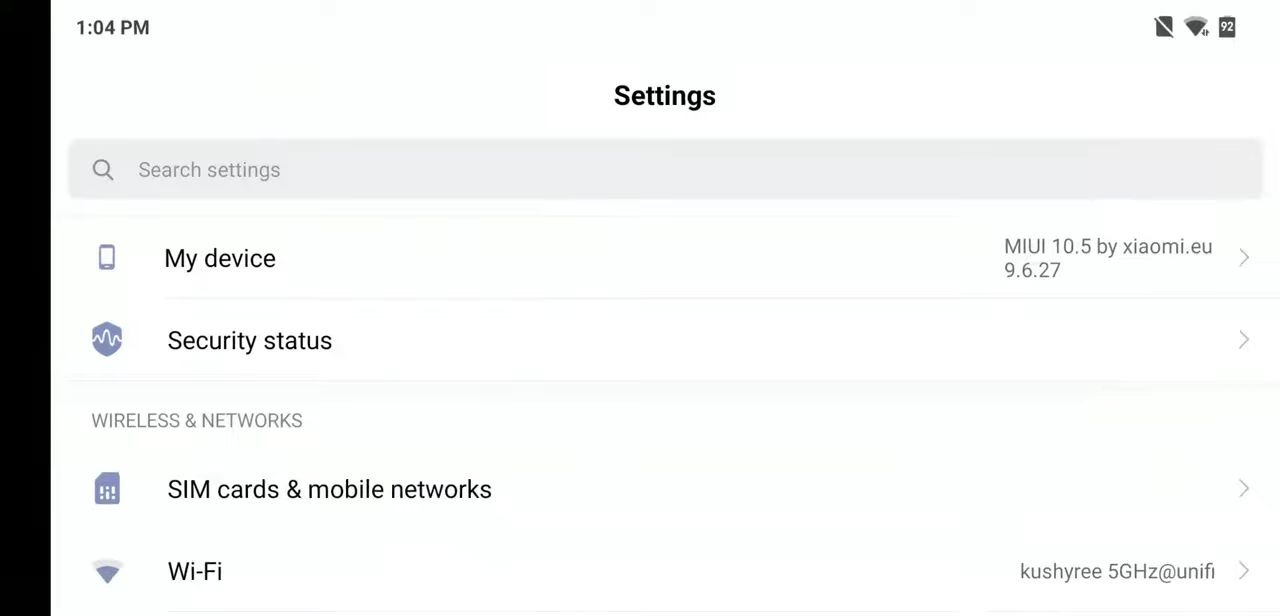 1:04 PM
92
Settings
Search settings
My device
MIUI 10.5 by xiaomi.eu
9.6.27
Security status
WIRELESS & NETWORKS
SIM cards & mobile networks
Wi-Fi
kushyree 5GHz@unifi